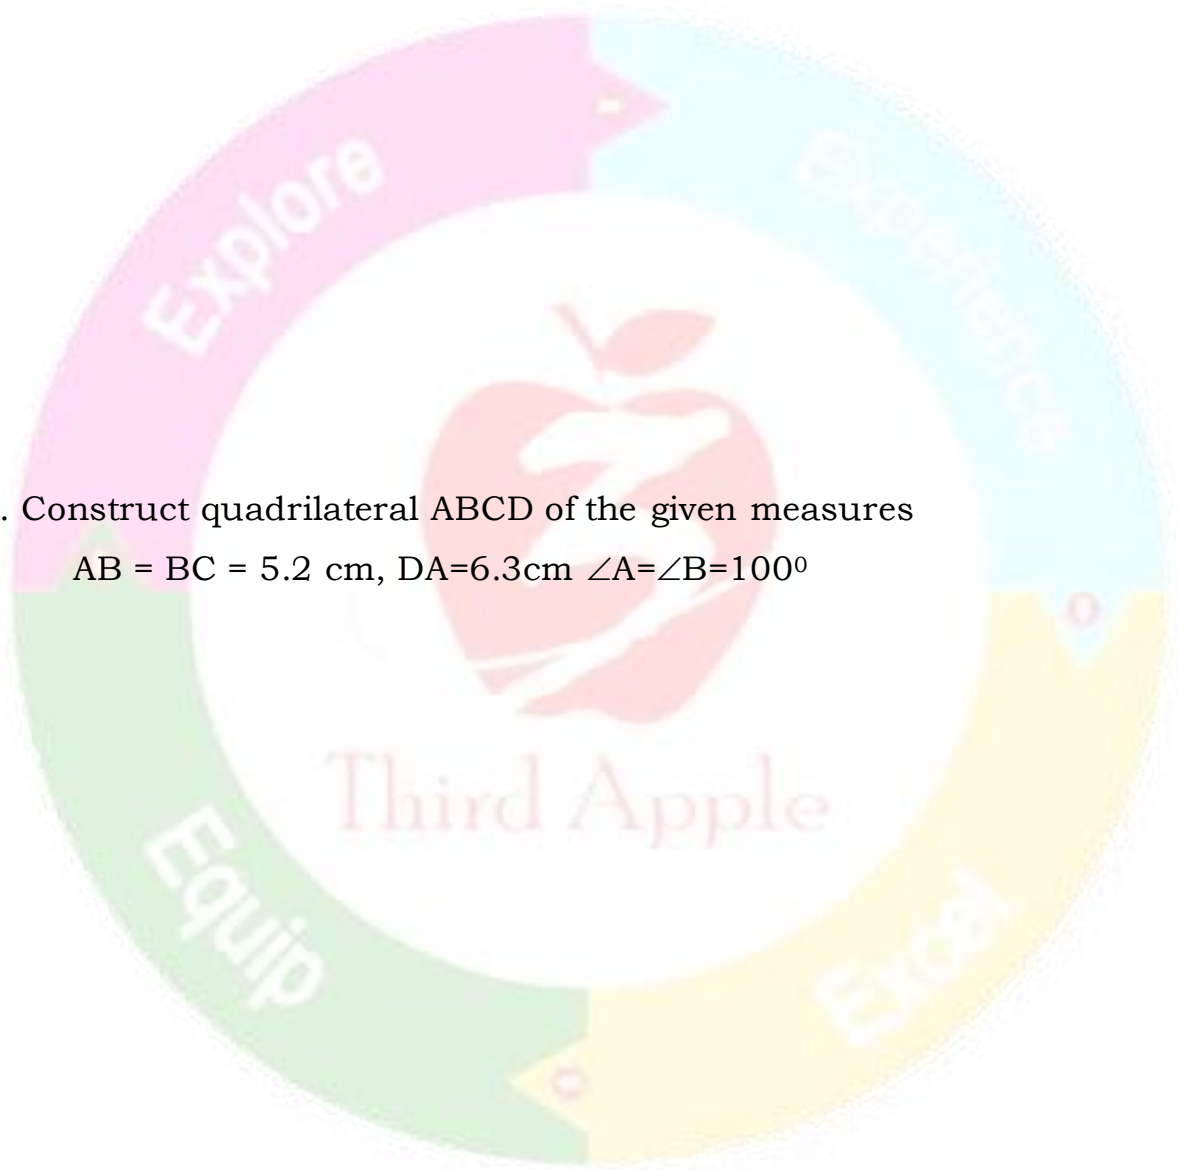 Explore
Experience
. Construct quadrilateral ABCD of the given measures
AB = BC = 5.2 cm, DA=6.3cm ∠A=∠B=100⁰
Third Apple
Equip
Excel